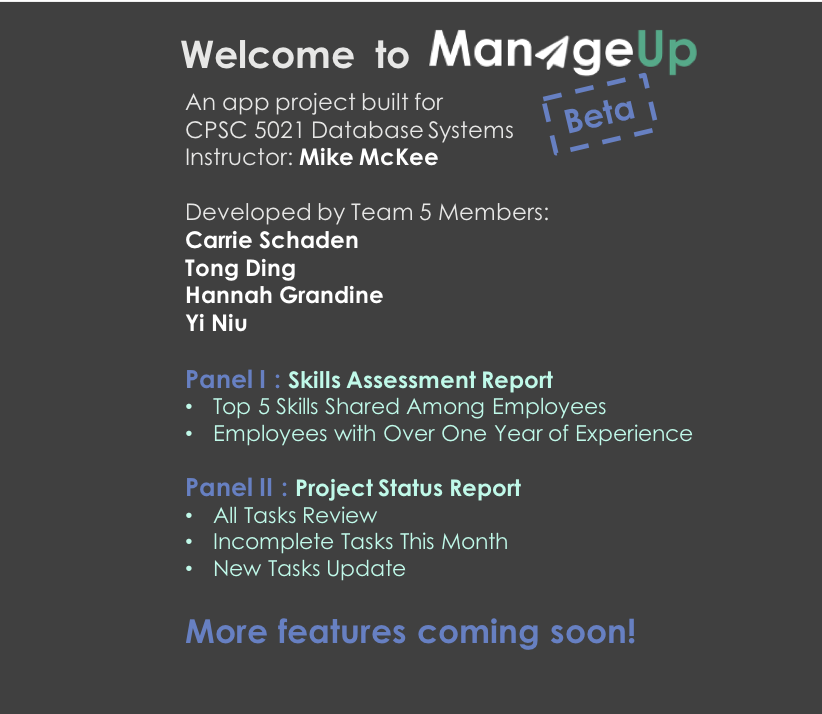 Welcome to ManageUp
Beta
An app project built for
CPSC 5021 Database Systems
Instructor: Mike McKee
Developed by Team 5 Members:
Carrie Schaden
Tong Ding
Hannah Grandine
Yi Niu
Panel I : Skills Assessment Report
• Top 5 Skills Shared Among Employees
• Employees with Over One Year of Experience
Panel II : Project Status Report
• All Tasks Review
• Incomplete Tasks This Month
• New Tasks Update
More features coming soon!